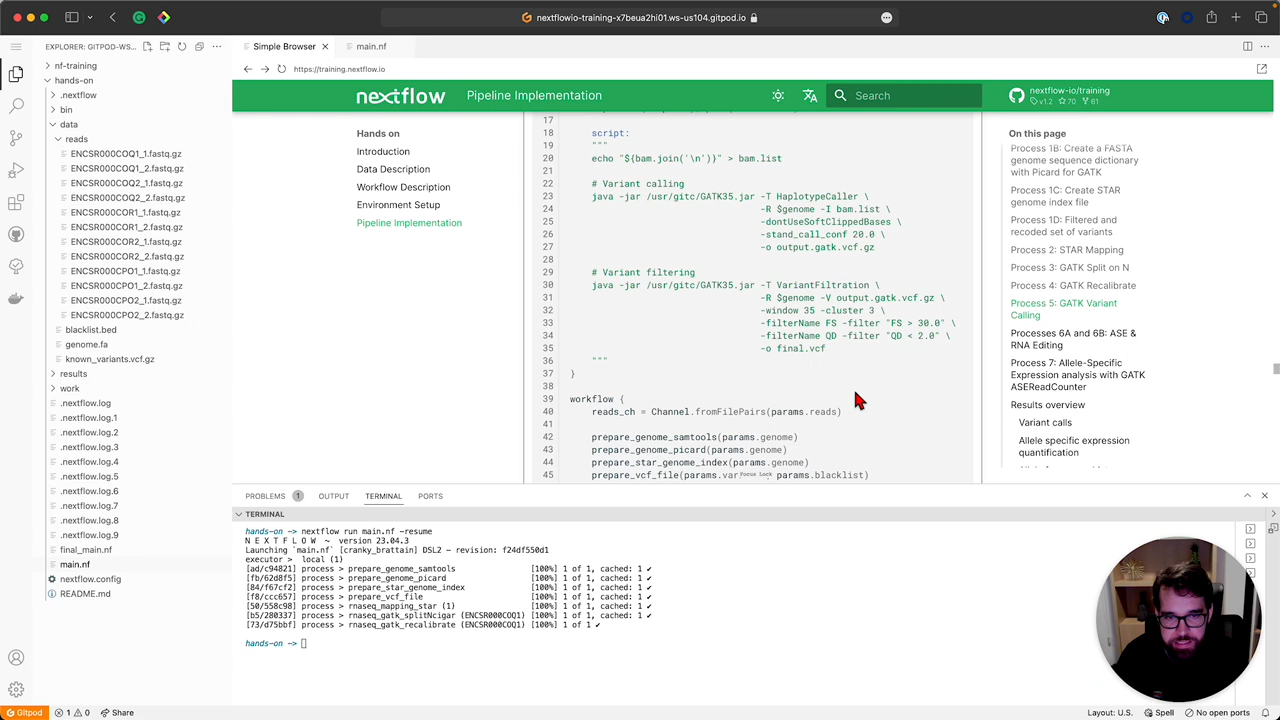 nextflowio-training-x7beua2hi01.ws-us104.gitpod.io
EXPLORER: GITPOD-WS...
nf-training
hands-on
.nextflow
bin
data
reads
ENCSR000COQ1_1.fastq.gz
ENCSR000COQ1_2.fastq.gz
ENCSR000COQ2_1.fastq.gz
ENCSR000COQ2_2.fastq.gz
ENCSR000COR1_1.fastq.gz
ENCSR000COR1_2.fastq.gz
ENCSR000COR2_1.fastq.gz
ENCSR000COR2_2.fastq.gz
ENCSR000CPO1_1.fastq.gz
ENCSR000CPO1_2.fastq.gz
ENCSR000CPO2_1.fastq.gz
ENCSR000CPO2_2.fastq.gz
blacklist.bed
genome.fa
known_variants.vcf.gz
results
work
.nextflow.log
.nextflow.log.1
.nextflow.log.2
.nextflow.log.3
.nextflow.log.4
.nextflow.log.5
.nextflow.log.6
.nextflow.log.7
.nextflow.log.8
.nextflow.log.9
final_main.nf
main.nf
nextflow.config
README.md
Simple Browser
main.nf
https://training.nextflow.io
nextflow
Pipeline Implementation
Search
nextflow-io/training
v1.2 70 61
Hands on
Introduction
Data Description
Workflow Description
Environment Setup
Pipeline Implementation
17
18 script:
19 """
20 echo "${bam.join('\n')}" > bam.list
21
22 # Variant calling
23 java -jar /usr/gitc/GATK35.jar -T HaplotypeCaller \
24 -R $genome -I bam.list \
25 -dontUseSoftClippedBases \
26 -stand_call_conf 20.0 \
27 -o output.gatk.vcf.gz
28
29 # Variant filtering
30 java -jar /usr/gitc/GATK35.jar -T VariantFiltration \
31 -R $genome -V output.gatk.vcf.gz \
32 -window 35 -cluster 3 \
33 -filterName FS -filter "FS > 30.0" \
34 -filterName QD -filter "QD < 2.0" \
35 -o final.vcf
36 """
37 }
38
39 workflow {
40 reads_ch = Channel.fromFilePairs(params.reads)
41
42 prepare_genome_samtools(params.genome)
43 prepare_genome_picard(params.genome)
44 prepare_star_genome_index(params.genome)
45 prepare_vcf_file(params.var params.blacklist)
Focus Lock
On this page
Process 1B: Create a FASTA
genome sequence dictionary
with Picard for GATK
Process 1C: Create STAR
genome index file
Process 1D: Filtered and
recoded set of variants
Process 2: STAR Mapping
Process 3: GATK Split on N
Process 4: GATK Recalibrate
Process 5: GATK Variant
Calling
Processes 6A and 6B: ASE &
RNA Editing
Process 7: Allele-Specific
Expression analysis with GATK
ASEReadCounter
Results overview
Variant calls
Allele specific expression
quantification
PROBLEMS 1 OUTPUT TERMINAL PORTS
TERMINAL
hands-on -> nextflow run main.nf -resume
N E X T F L O W ~ version 23.04.3
Launching `main.nf` [cranky_brattain] DSL2 - revision: f24df550d1
executor > local (1)
[ad/c94821] process > prepare_genome_samtools [100%] 1 of 1, cached: 1 ✔
[fb/62d8f5] process > prepare_genome_picard [100%] 1 of 1, cached: 1 ✔
[84/f67cf2] process > prepare_star_genome_index [100%] 1 of 1, cached: 1 ✔
[f8/ccc657] process > prepare_vcf_file [100%] 1 of 1, cached: 1 ✔
[50/558c98] process > rnaseq_mapping_star (1) [100%] 1 of 1, cached: 1 ✔
[b5/280337] process > rnaseq_gatk_splitNcigar (ENCSR000COQ1) [100%] 1 of 1, cached: 1 ✔
[73/d75bbf] process > rnaseq_gatk_recalibrate (ENCSR000COQ1) [100%] 1 of 1 ✔
hands-on ->
Gitpod 1 0 Share Layout: U.S. Spell No open ports